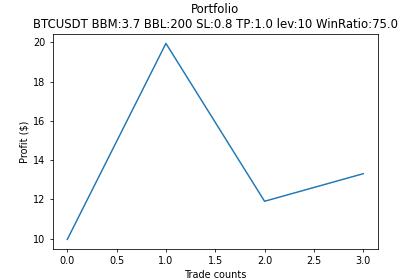 Portfolio
BTCUSDT BBM:3.7 BBL:200 SL:0.8 TP:1.0 lev:10 WinRatio:75.0
20
18
16
14
12
10
Profit ($)
0.0 0.5 1.0 1.5 2.0 2.5 3.0
Trade counts